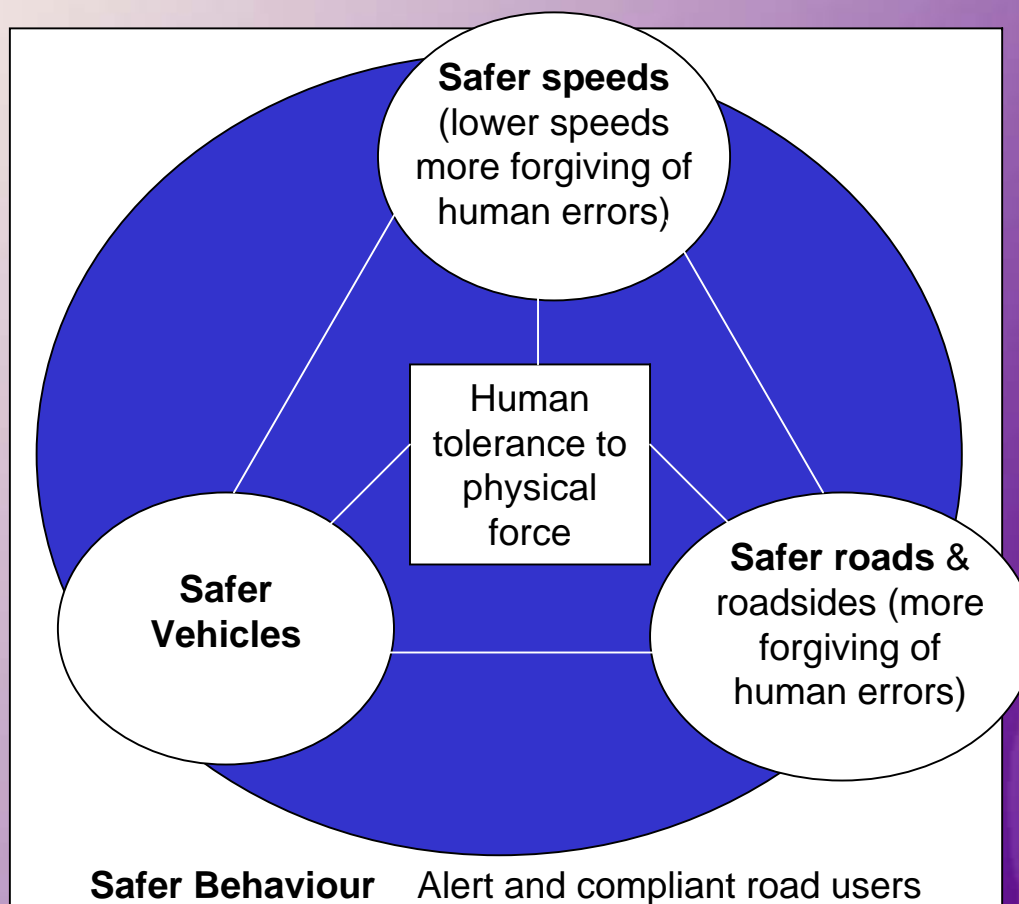 Safer speeds
(lower speeds
more forgiving of
human errors)
Human
tolerance to
physical
force
Safer
Vehicles
Safer roads &
roadsides (more
forgiving of
human errors)
Safer Behaviour Alert and compliant road users